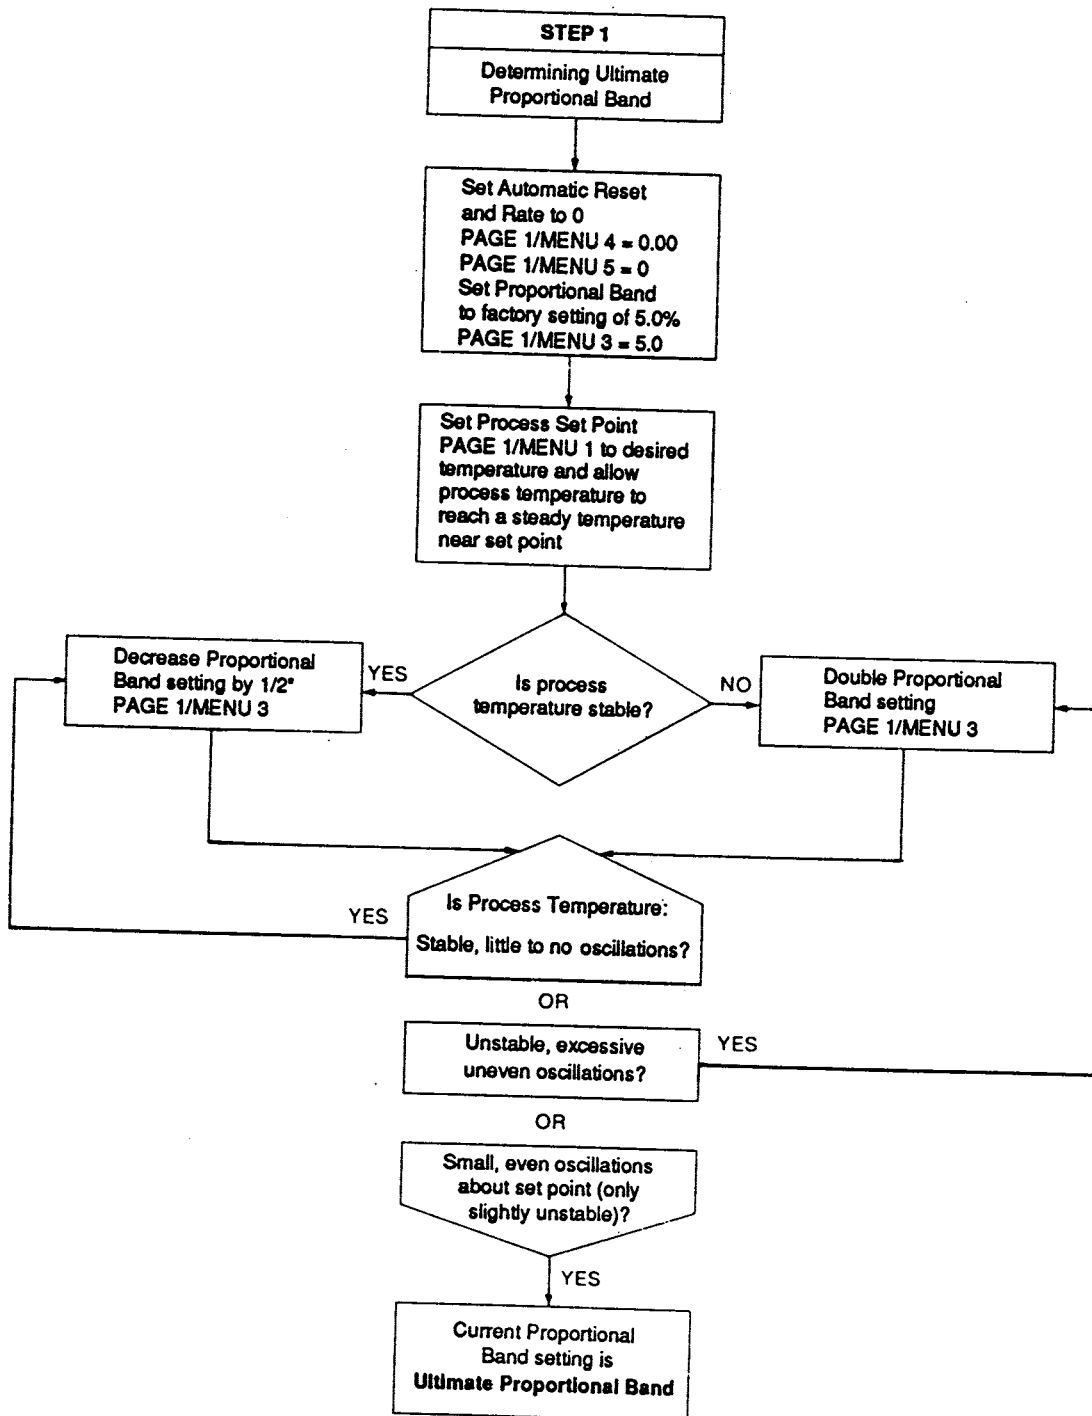 STEP 1
Determining Ultimate
Proportional Band
Set Automatic Reset
and Rate to 0
PAGE 1/MENU 4 = 0.00
PAGE 1/MENU 5 = 0
Set Proportional Band
to factory setting of 5.0%
PAGE 1/MENU 3 = 5.0
Set Process Set Point
PAGE 1/MENU 1 to desired
temperature and allow
process temperature to
reach a steady temperature
near set point
Decrease Proportional
Band setting by 1/2*
PAGE 1/MENU 3
YES
Is process
temperature stable?
NO
Double Proportional
Band setting
PAGE 1/MENU 3
YES
Is Process Temperature:
Stable, little to no oscillations?
OR
Unstable, excessive
uneven oscillations?
YES
OR
Small, even oscillations
about set point (only
slightly unstable)?
YES
Current Proportional
Band setting is
Ultimate Proportional Band